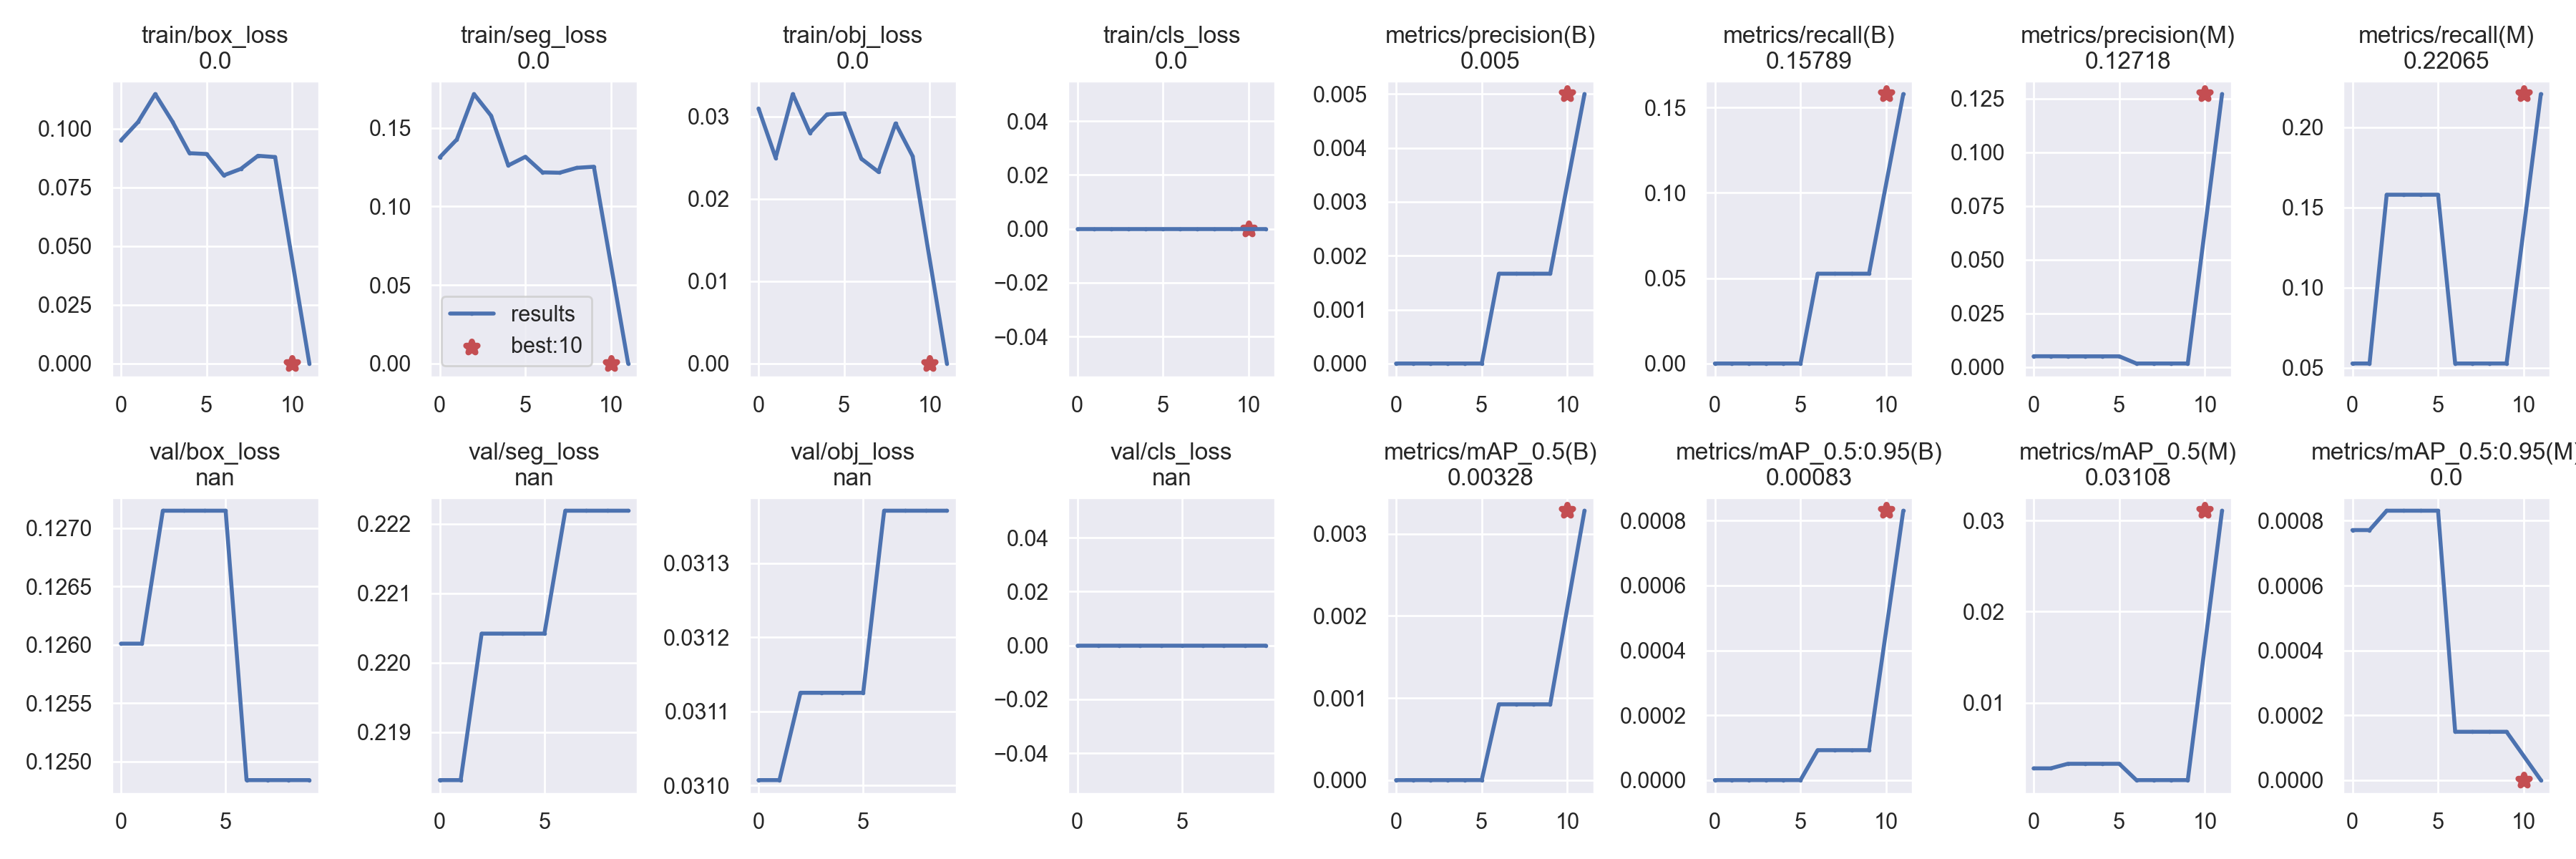 train/box_loss
0.0
train/seg_loss
0.0
train/obj_loss
0.0
train/cls_loss
0.0
metrics/precision(B)
0.005
metrics/recall(B)
0.15789
metrics/precision(M)
0.12718
metrics/recall(M)
0.22065
0.100
0.075
0.050
0.025
0.000
0 5 10
0.15
0.10
0.05
0.00
results
best:10
0 5 10
0.03
0.02
0.01
0.00
0 5 10
0.04
0.02
0.00
−0.02
−0.04
0 5 10
0.005
0.004
0.003
0.002
0.001
0.000
0 5 10
0.15
0.10
0.05
0.00
0 5 10
0.125
0.100
0.075
0.050
0.025
0.000
0 5 10
0.20
0.15
0.10
0.05
0 5 10
val/box_loss
nan
val/seg_loss
nan
val/obj_loss
nan
val/cls_loss
nan
metrics/mAP_0.5(B)
0.00328
metrics/mAP_0.5:0.95(B)
0.00083
metrics/mAP_0.5(M)
0.03108
metrics/mAP_0.5:0.95(M)
0.0
0.1270
0.1265
0.1260
0.1255
0.1250
0 5
0.222
0.221
0.220
0.219
0 5
0.0313
0.0312
0.0311
0.0310
0 5
0.04
0.02
0.00
−0.02
−0.04
0 5
0.003
0.002
0.001
0.000
0 5 10
0.0008
0.0006
0.0004
0.0002
0.0000
0 5 10
0.03
0.02
0.01
0 5 10
0.0008
0.0006
0.0004
0.0002
0.0000
0 5 10